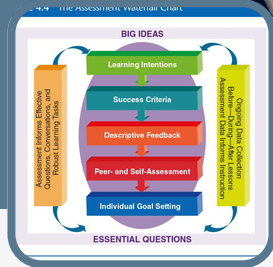 4.4 The Assessment Waterfall Chart
BIG IDEAS
Learning Intentions
Success Criteria
Descriptive Feedback
Peer- and Self-Assessment
Individual Goal Setting
ESSENTIAL QUESTIONS
Assessment Informs Effective
Questions, Conversations, and
Robust Learning Tasks
Ongoing Data Collection
Before—During—After Lessons
Assessment Data Informs Instruction